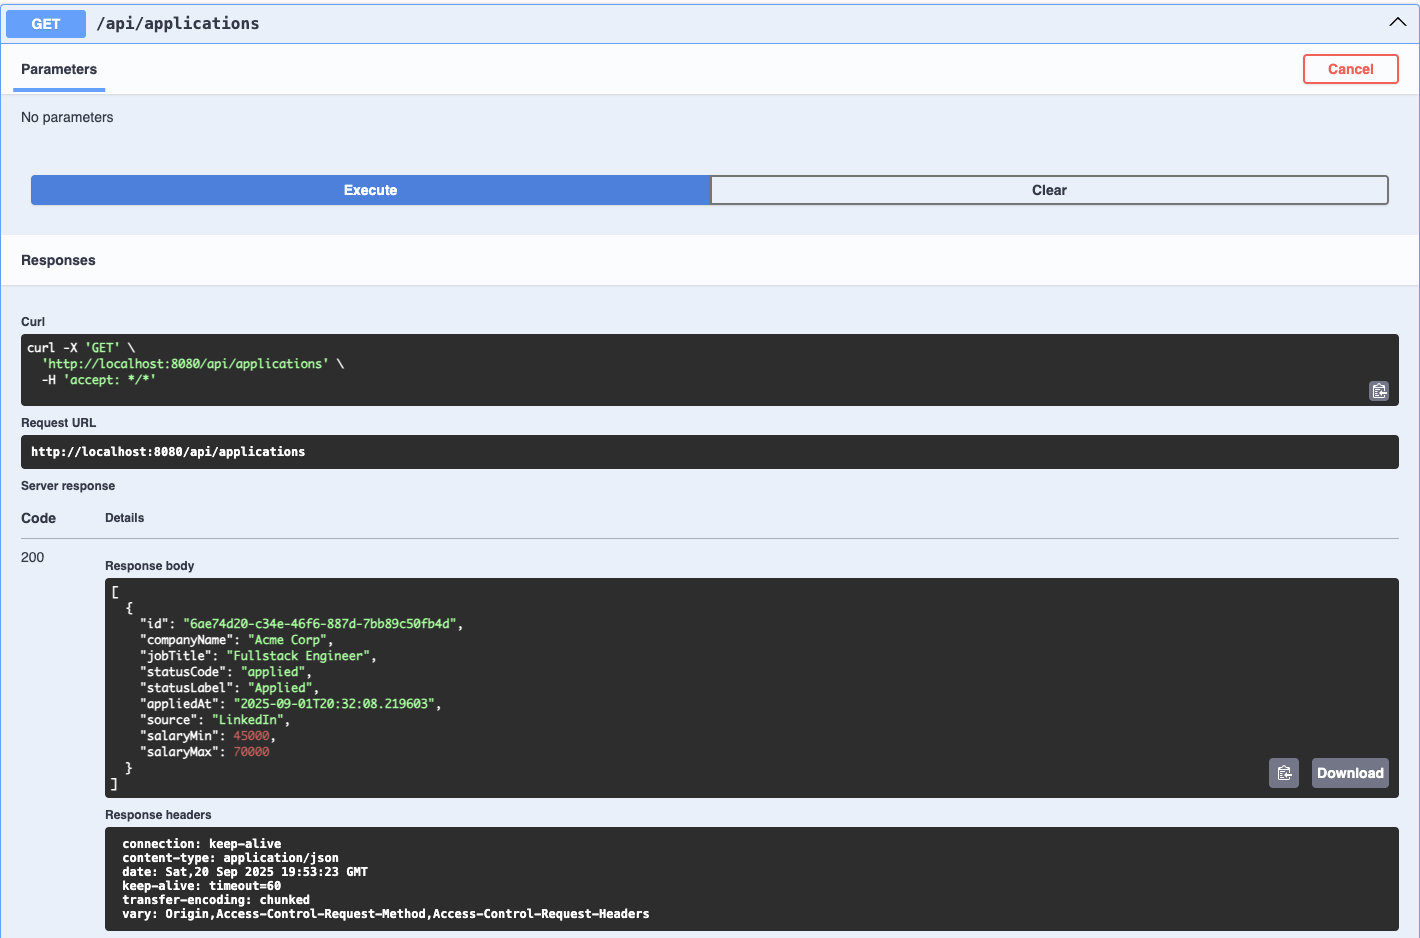 GET /api/applications
Parameters
Cancel
No parameters
Execute
Clear
Responses
Curl
curl -X 'GET' \
  'http://localhost:8080/api/applications' \
  -H 'accept: */*'
Request URL
http://localhost:8080/api/applications
Server response
Code Details
200
Response body
[
  {
    "id": "6ae74d20-c34e-46f6-887d-7bb89c50fb4d",
    "companyName": "Acme Corp",
    "jobTitle": "Fullstack Engineer",
    "statusCode": "applied",
    "statusLabel": "Applied",
    "appliedAt": "2025-09-01T20:32:08.219603",
    "source": "LinkedIn",
    "salaryMin": 45000,
    "salaryMax": 70000
  }
]
Download
Response headers
connection: keep-alive
content-type: application/json
date: Sat,20 Sep 2025 19:53:23 GMT
keep-alive: timeout=60
transfer-encoding: chunked
vary: Origin,Access-Control-Request-Method,Access-Control-Request-Headers